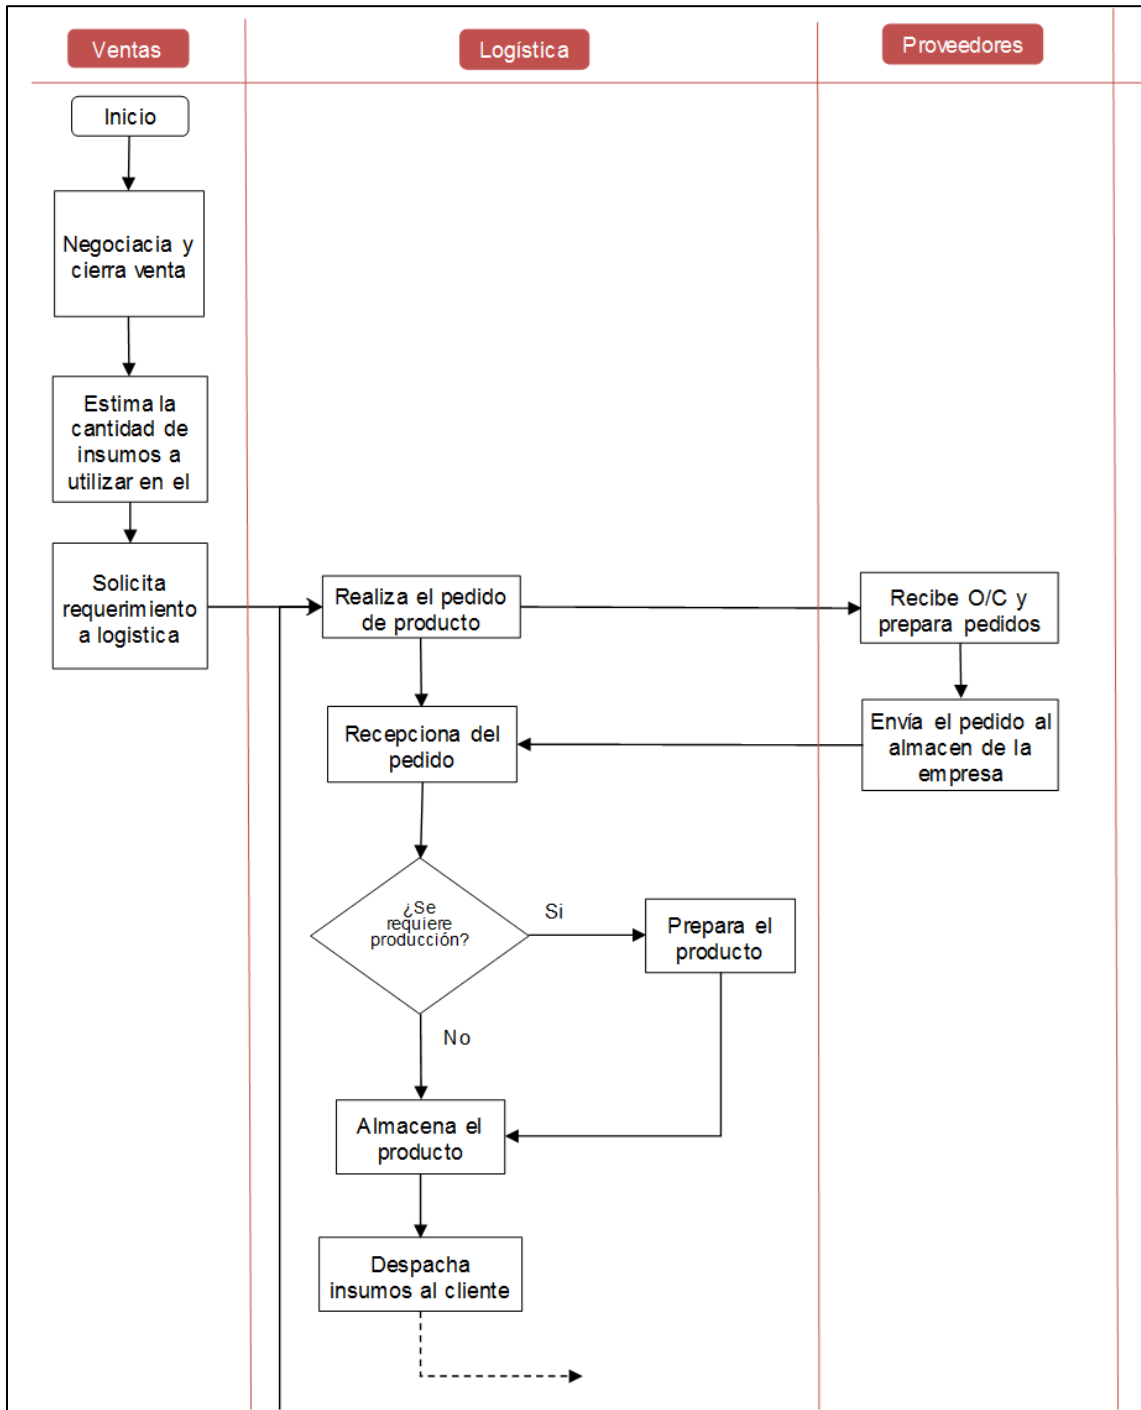 Ventas
Logística
Proveedores
Inicio
Negociacia y
cierra venta
Estima la
cantidad de
insumos a
utilizar en el
Solicita
requerimiento
a logística
Realiza el pedido
de producto
Recibe O/C y
prepara pedidos
Recepciona del
pedido
Envía el pedido al
almacen de la
empresa
¿Se
requiere
producción?
Si
Prepara el
producto
No
Almacena el
producto
Despacha
insumos al cliente